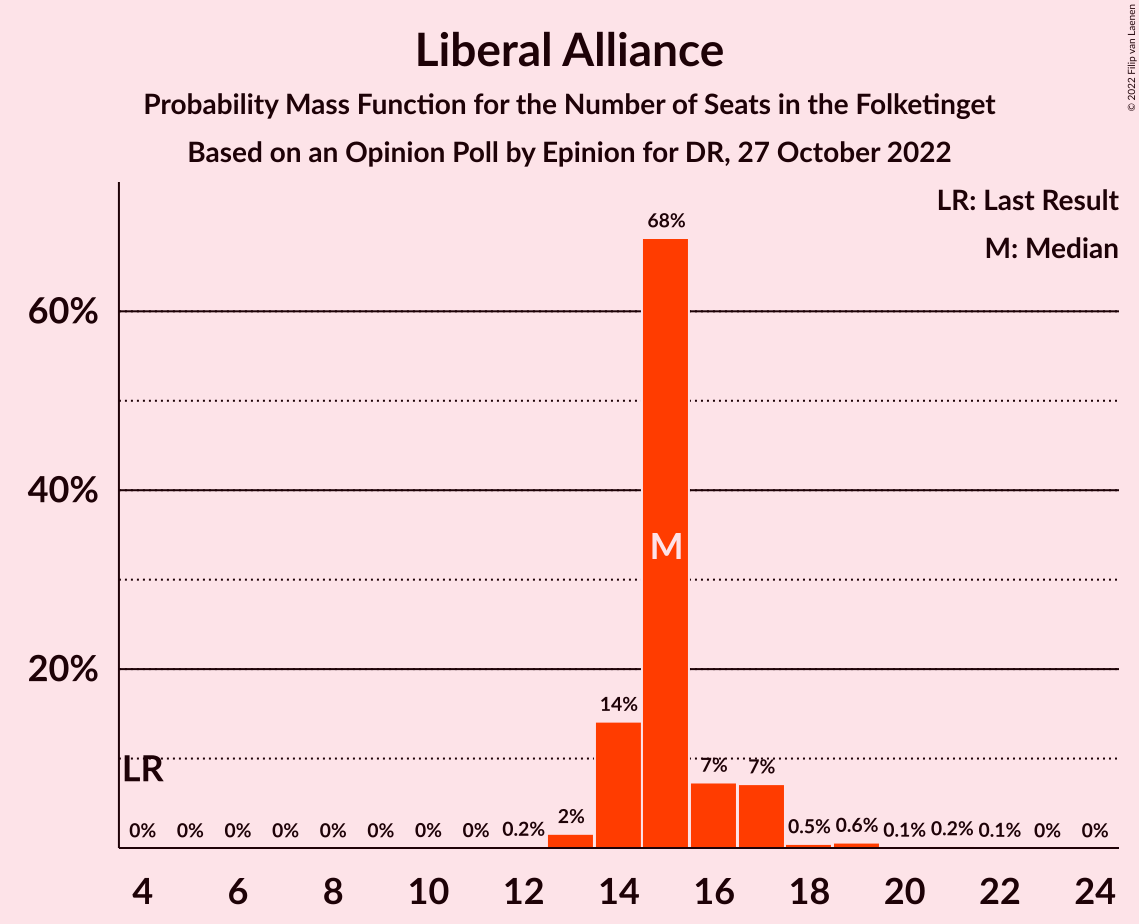 Liberal Alliance
Probability Mass Function for the Number of Seats in the Folketinget
Based on an Opinion Poll by Epinion for DR, 27 October 2022
© 2022 Filip van Laenen
LR: Last Result
M: Median
68%
60%
40%
M
20%
14%
LR
7% 7%
0% 0% 0% 0% 0% 0% 0% 0% 0.2% 2% 0.5% 0.6% 0.1% 0.2% 0.1% 0% 0%
4 6 8 10 12 14 16 18 20 22 24